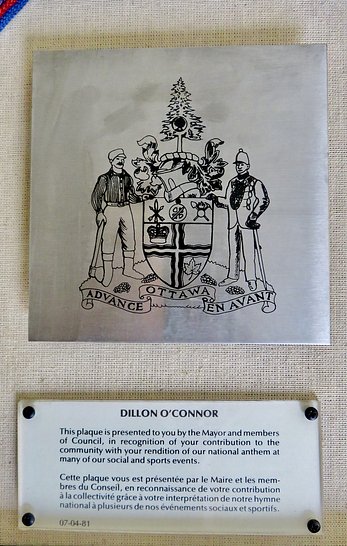 ADVANCE OTTAWA EN AVANT
DILLON O'CONNOR
This plaque is presented to you by the Mayor and members
of Council, in recognition of your contribution to the
community with your rendition of our national anthem at
many of our social and sports events.
Cette plaque vous est présentée par le Maire et les mem-
bres du Conseil, en reconnaissance de votre contribution
à la collectivité grâce à votre interprétation de notre hymne
national à plusieurs de nos événements sociaux et sportifs.
07-04-81